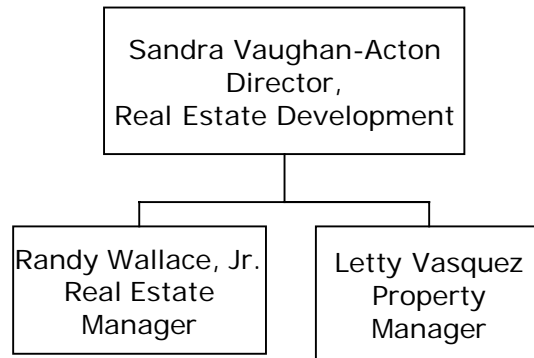 Sandra Vaughan-Acton
Director,
Real Estate Development
Randy Wallace, Jr.
Real Estate
Manager
Letty Vasquez
Property
Manager